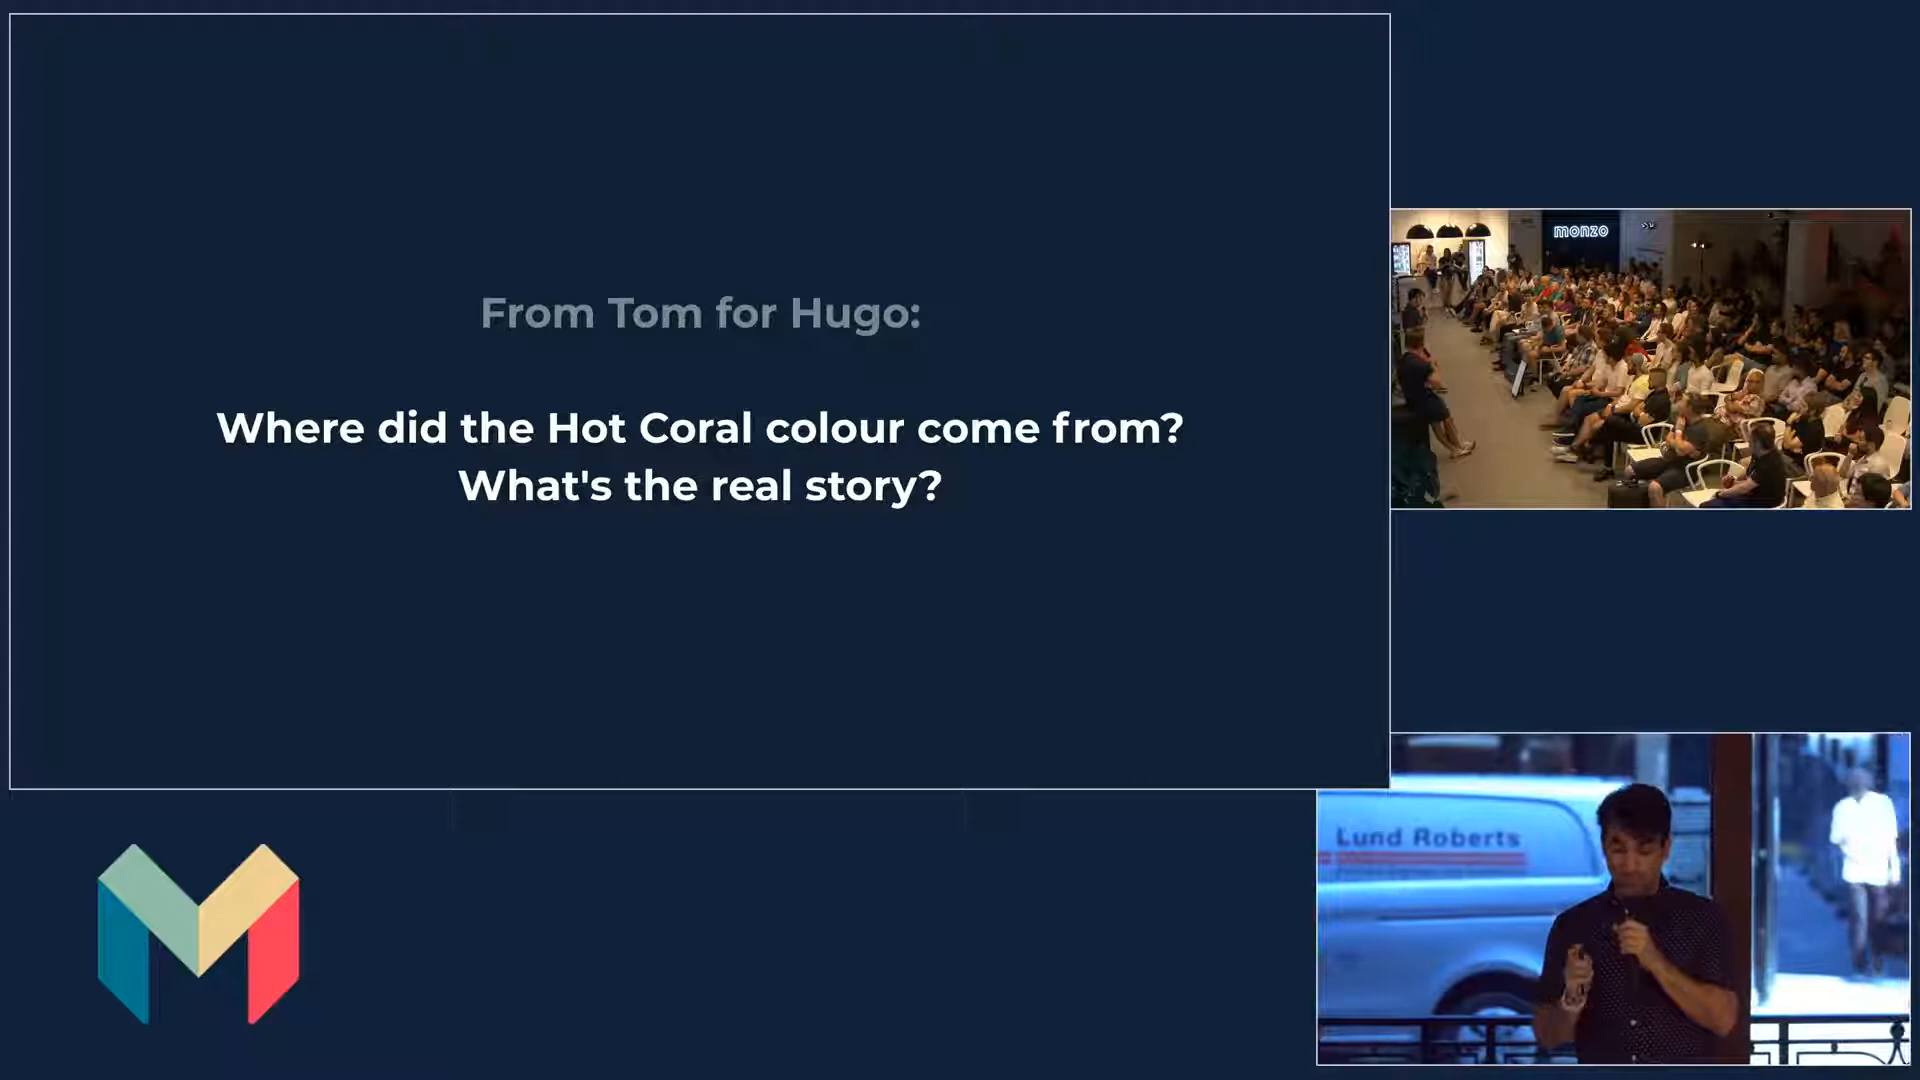 From Tom for Hugo:
Where did the Hot Coral colour come from?
What's the real story?
monzo
Lund Roberts